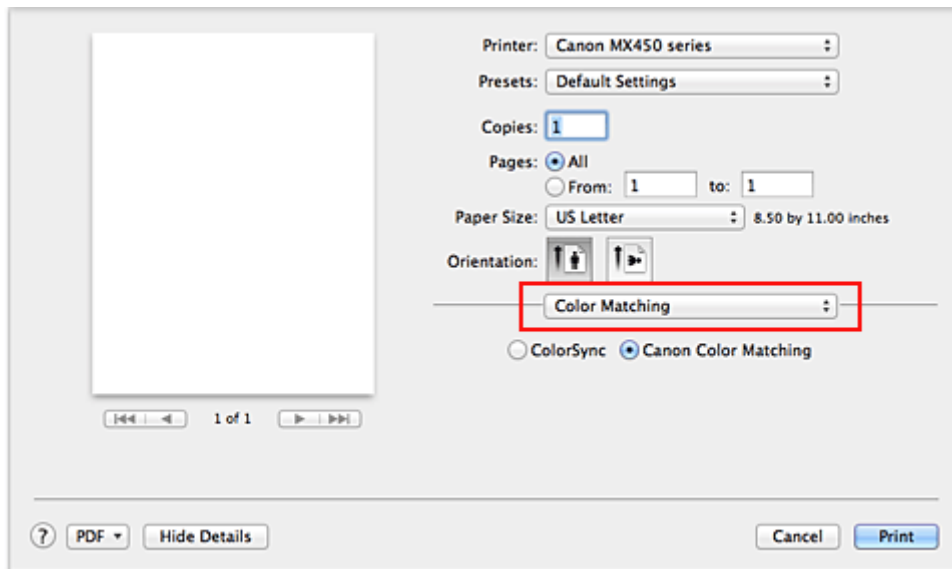 Printer: Canon MX450 series
Presets: Default Settings
Copies: 1
Pages: All
From: 1 to: 1
Paper Size: US Letter 8.50 by 11.00 inches
Orientation:
Color Matching
ColorSync Canon Color Matching
1 of 1
? PDF Hide Details Cancel Print